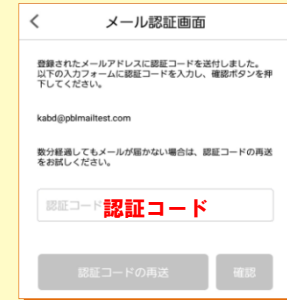 メール認証画面
登録されたメールアドレスに認証コードを送付しました。
以下の入力フォームに認証コードを入力し、確認ボタンを押
下してください。
kabd@pblmailtest.com
数分経過してもメールが届かない場合は、認証コードの再送
をお試しください。
認証コード 認証コード
認証コードの再送 確認